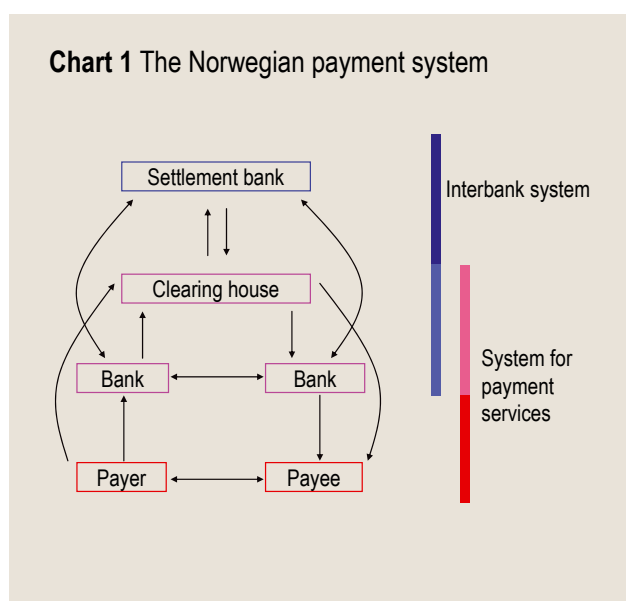 Chart 1 The Norwegian payment system
Settlement bank
Interbank system
Clearing house
Bank
Bank
System for
payment
services
Payer
Payee